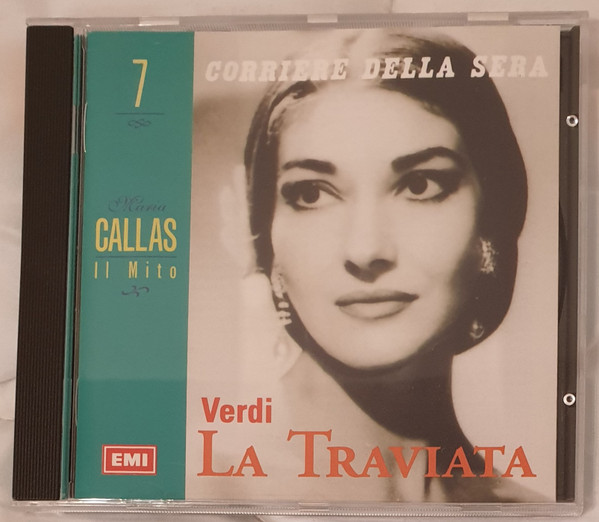 7
CORRIERE DELLA SERA
Maria
CALLAS
Il Mito
Verdi
LA TRAVIATA
EMI